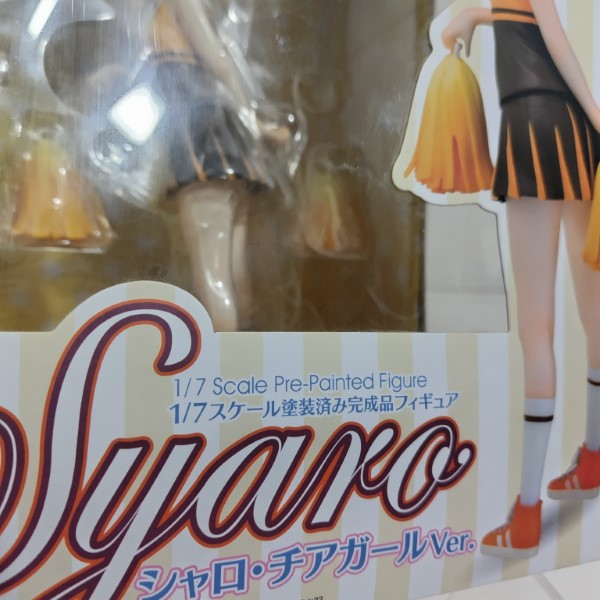 1/7 Scale Pre-Painted Figure
1/7スケール塗装済み完成品フィギュア
Syaro
シャロ・チアガールVer.